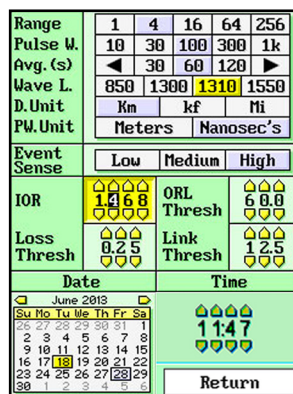 Range 1 4 16 64 256
Pulse W. 10 30 100 300 1k
Avg.(s) 30 60 120
Wave L. 850 1300 1310 1550
D.Unit Km kf Mi
PW.Unit Meters Nanosec's
Event Sense Low Medium High
IOR 1.468
ORL Thresh 60.0
Loss Thresh 0.25
Link Thresh 12.5
Date
Time
June 2013
Su Mo Tu We Th Fr Sa
26 27 28 29 30 31 1
2 3 4 5 6 7 8
9 10 11 12 13 14 15
16 17 18 19 20 21 22
23 24 25 26 27 28 29
30 1 2 3 4 5 6
11:47
Return